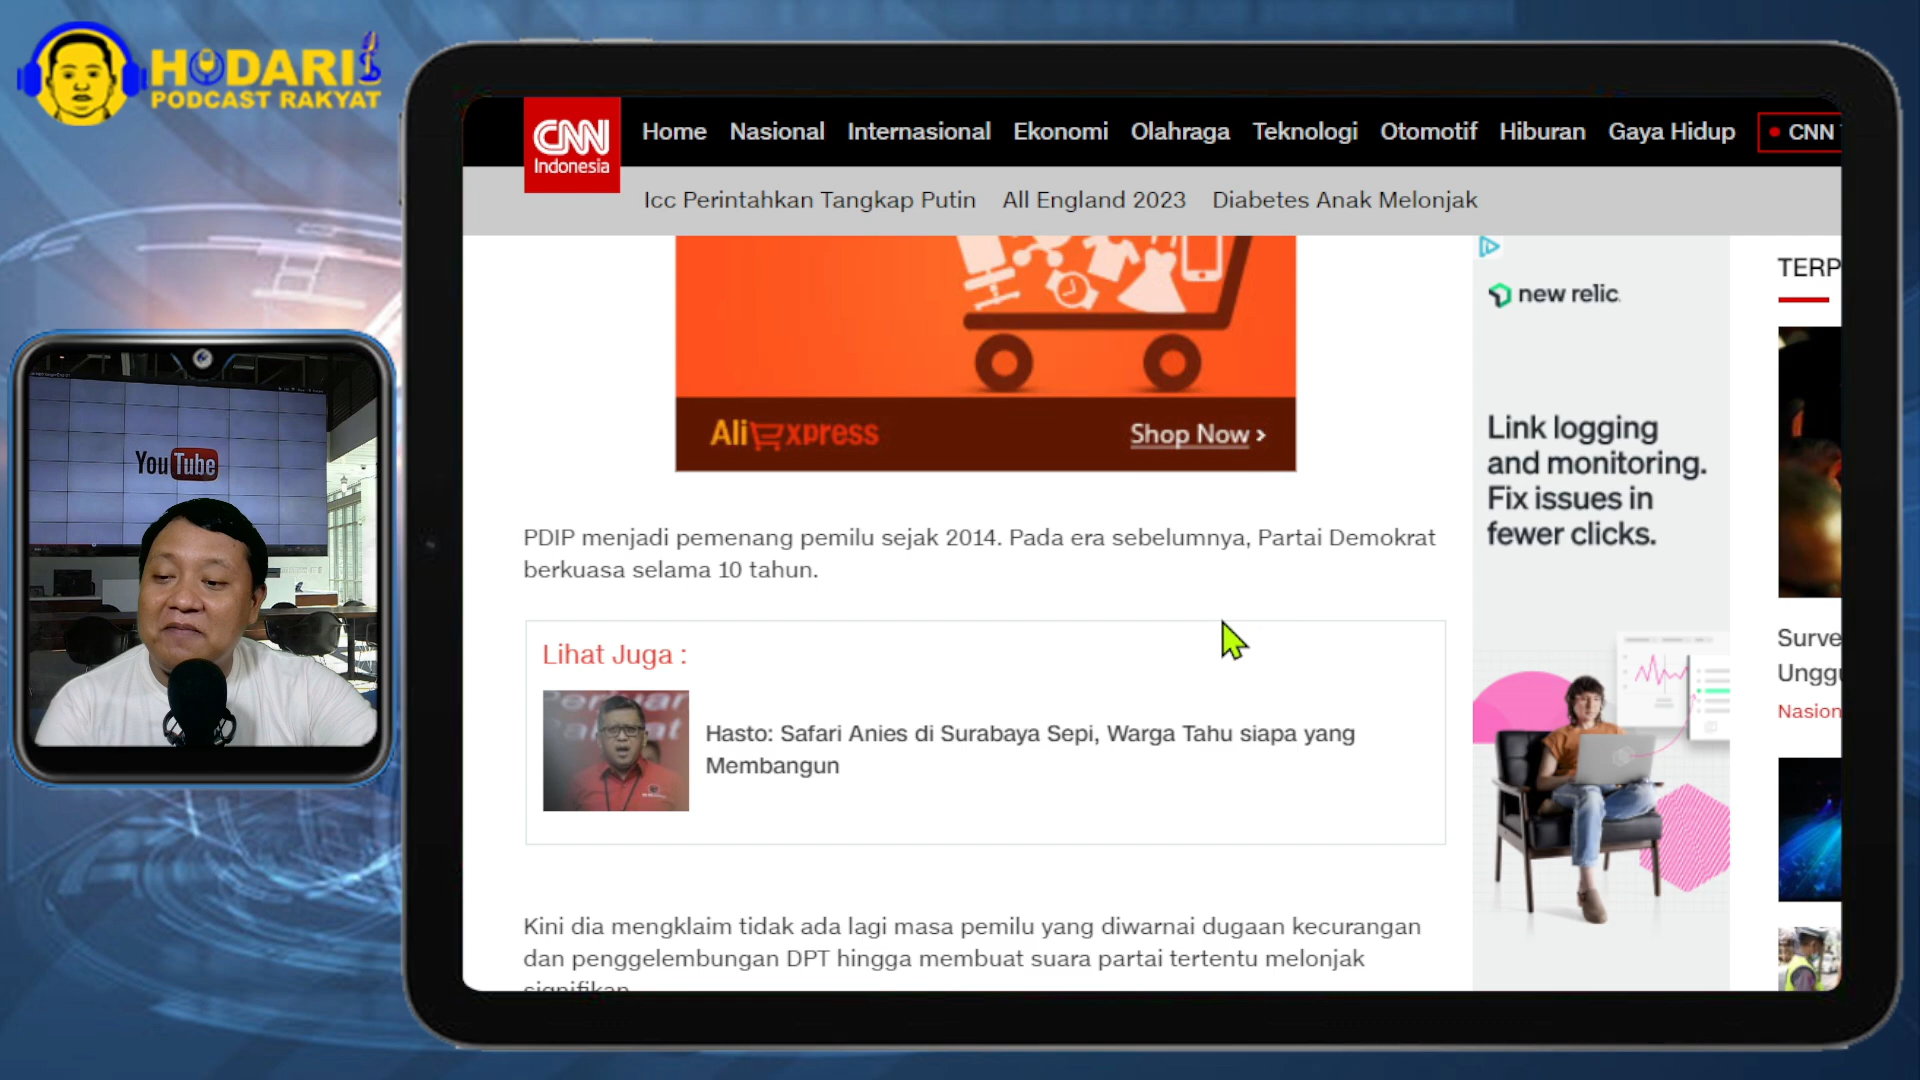 HODARI
PODCAST RAKYAT
CNN
Indonesia
Home Nasional Internasional Ekonomi Olahraga Teknologi Otomotif Hiburan Gaya Hidup CNN
Icc Perintahkan Tangkap Putin All England 2023 Diabetes Anak Melonjak
AliExpress
Shop Now ›
PDIP menjadi pemenang pemilu sejak 2014. Pada era sebelumnya, Partai Demokrat
berkuasa selama 10 tahun.
Lihat Juga :
Hasto: Safari Anies di Surabaya Sepi, Warga Tahu siapa yang
Membangun
Kini dia mengklaim tidak ada lagi masa pemilu yang diwarnai dugaan kecurangan
dan penggelembungan DPT hingga membuat suara partai tertentu melonjak
signifikan
new relic.
Link logging
and monitoring.
Fix issues in
fewer clicks.
TERP
Surve
Unggu
Nasion
YouTube